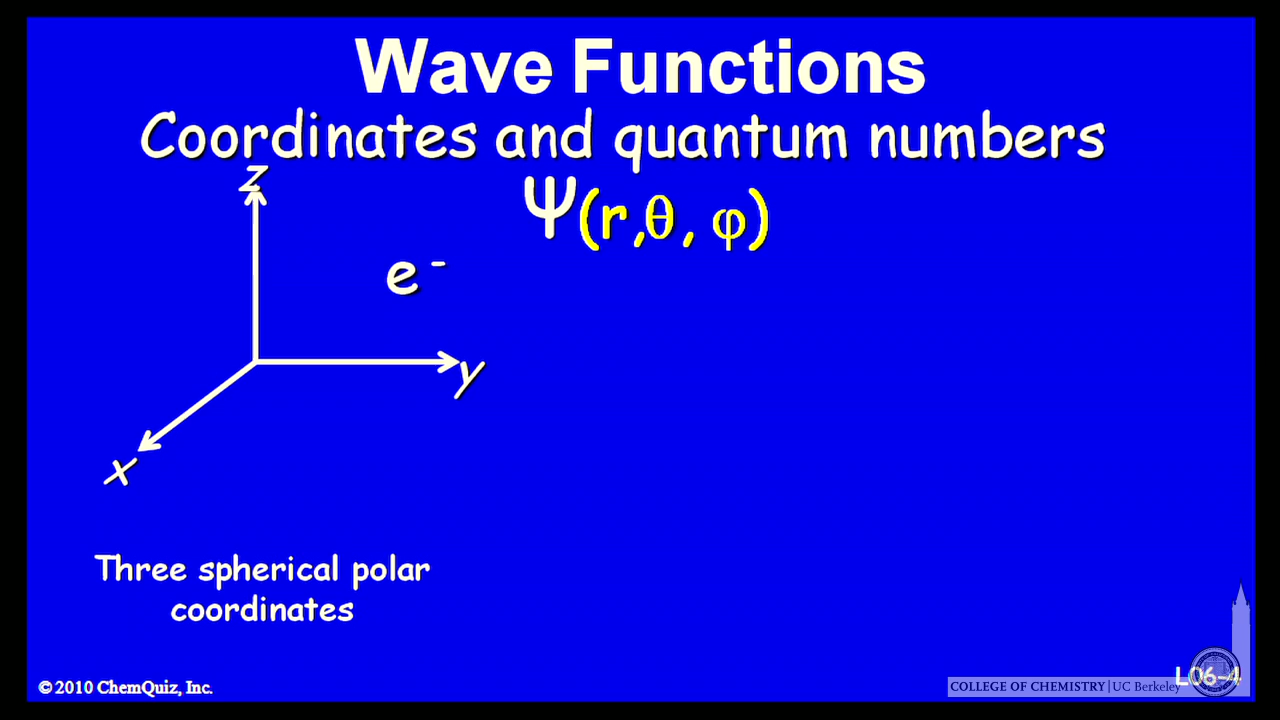 Wave Functions
Coordinates and quantum numbers
z
Ψ(r,θ, φ)
e -
y
x
Three spherical polar
coordinates
© 2010 ChemQuiz, Inc.
COLLEGE OF CHEMISTRY | UC Berkeley
L06-4